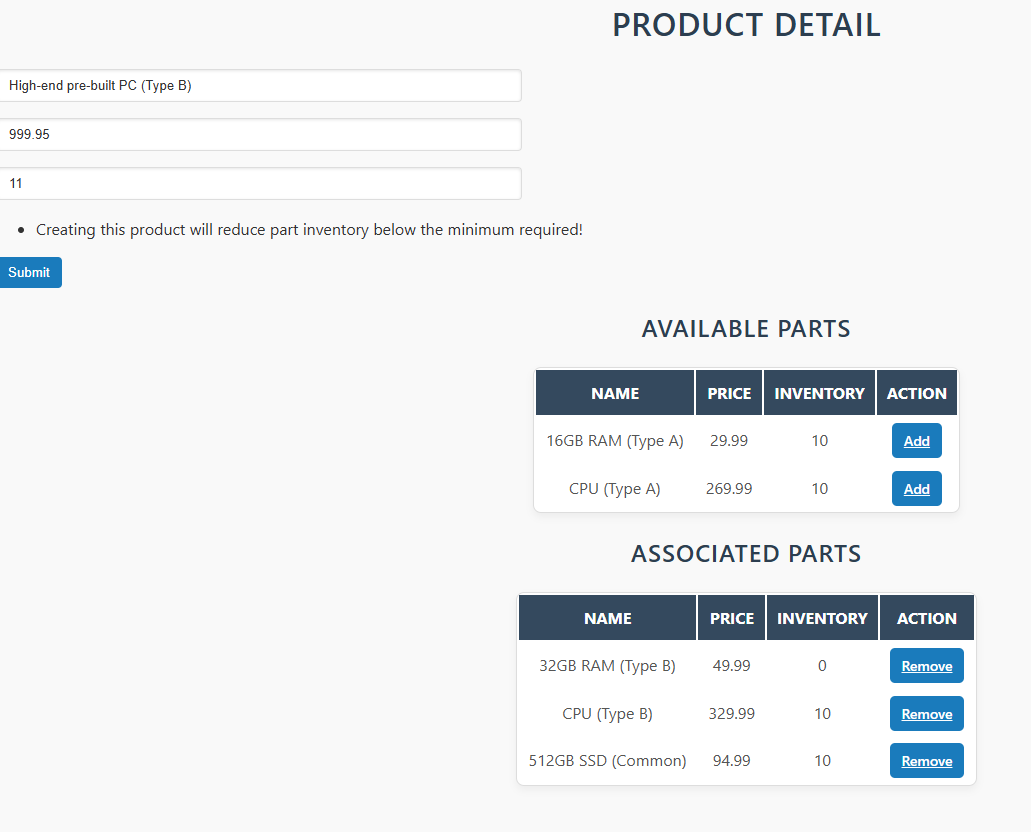 PRODUCT DETAIL
High-end pre-built PC (Type B)
999.95
11
Creating this product will reduce part inventory below the minimum required!
Submit
AVAILABLE PARTS
NAME PRICE INVENTORY ACTION
16GB RAM (Type A) 29.99 10 Add
CPU (Type A) 269.99 10 Add
ASSOCIATED PARTS
NAME PRICE INVENTORY ACTION
32GB RAM (Type B) 49.99 0 Remove
CPU (Type B) 329.99 10 Remove
512GB SSD (Common) 94.99 10 Remove